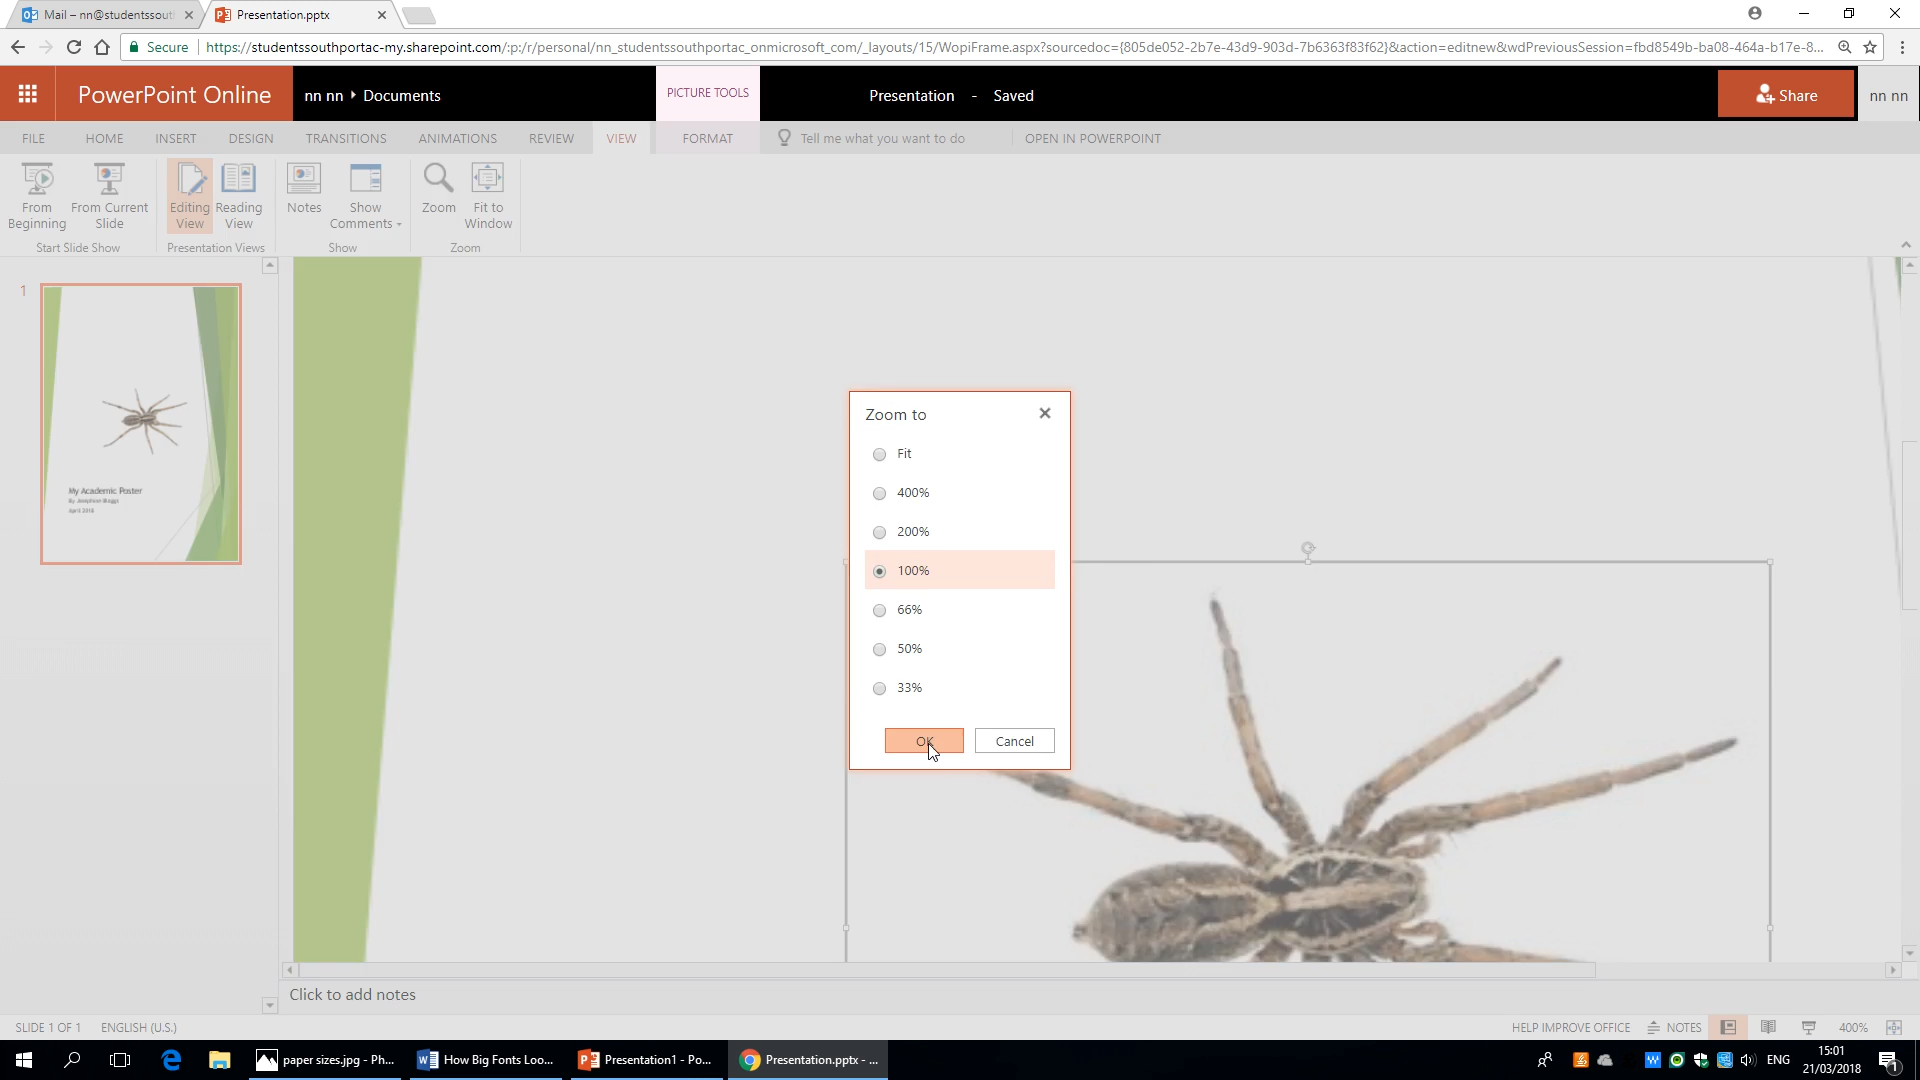 Mail – nn@studentssout
Presentation.pptx
Secure
https://studentssouthportac-my.sharepoint.com/:p:/r/personal/nn_studentssouthportac_onmicrosoft_com/_layouts/15/WopiFrame.aspx?sourcedoc={805de052-2b7e-43d9-903d-7b6363f83f62}&action=editnew&wdPreviousSession=fbd8549b-ba08-464a-b17e-8...
PowerPoint Online
nn nn
Documents
PICTURE TOOLS
Presentation - Saved
Share
nn nn
FILE HOME INSERT DESIGN TRANSITIONS ANIMATIONS REVIEW VIEW FORMAT Tell me what you want to do OPEN IN POWERPOINT
From Beginning
From Current Slide
Editing View
Reading View
Notes
Show Comments
Zoom
Fit to Window
Start Slide Show
Presentation Views
Show
Zoom
1
My Academic Poster
April 2018
Zoom to
Fit
400%
200%
100%
66%
50%
33%
OK
Cancel
Click to add notes
SLIDE 1 OF 1 ENGLISH (U.S.)
HELP IMPROVE OFFICE NOTES 400%
paper sizes.jpg - Ph...
How Big Fonts Loo...
Presentation1 - Po...
Presentation.pptx - ...
ENG
15:01
21/03/2018
1